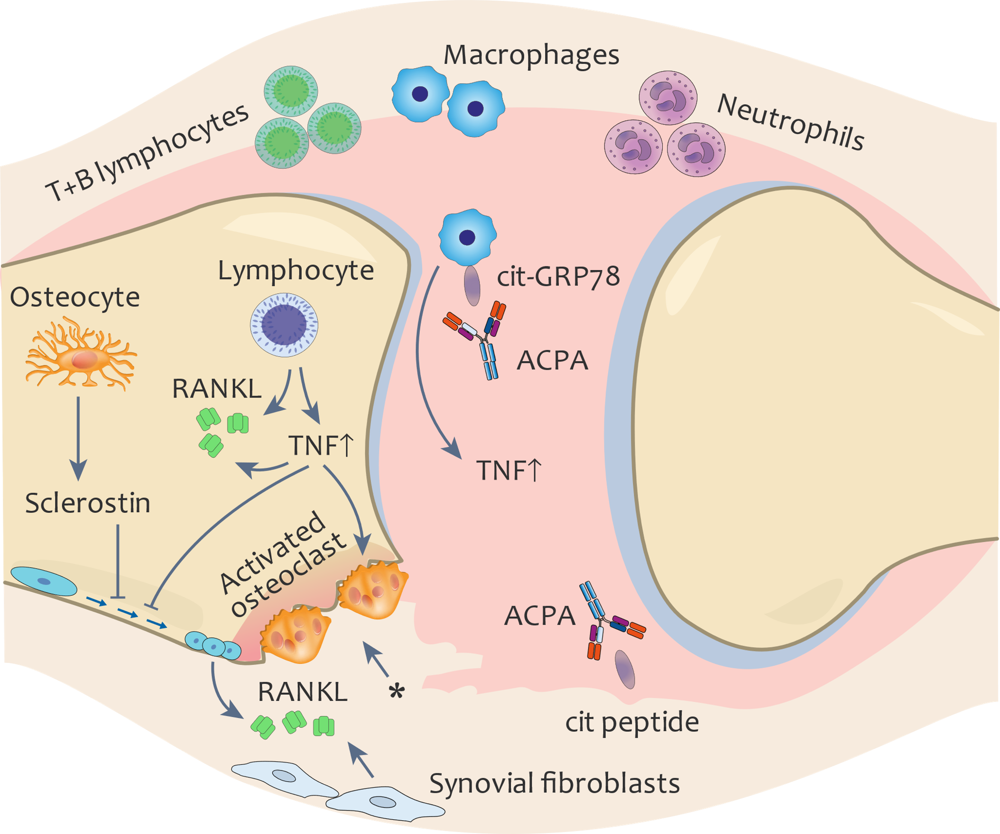 Macrophages
T+B lymphocytes
Neutrophils
Lymphocyte
cit-GRP78
Osteocyte
ACPA
RANKL
TNF↑
TNF↑
Sclerostin
Activated
osteoclast
ACPA
RANKL
*
cit peptide
Synovial fibroblasts